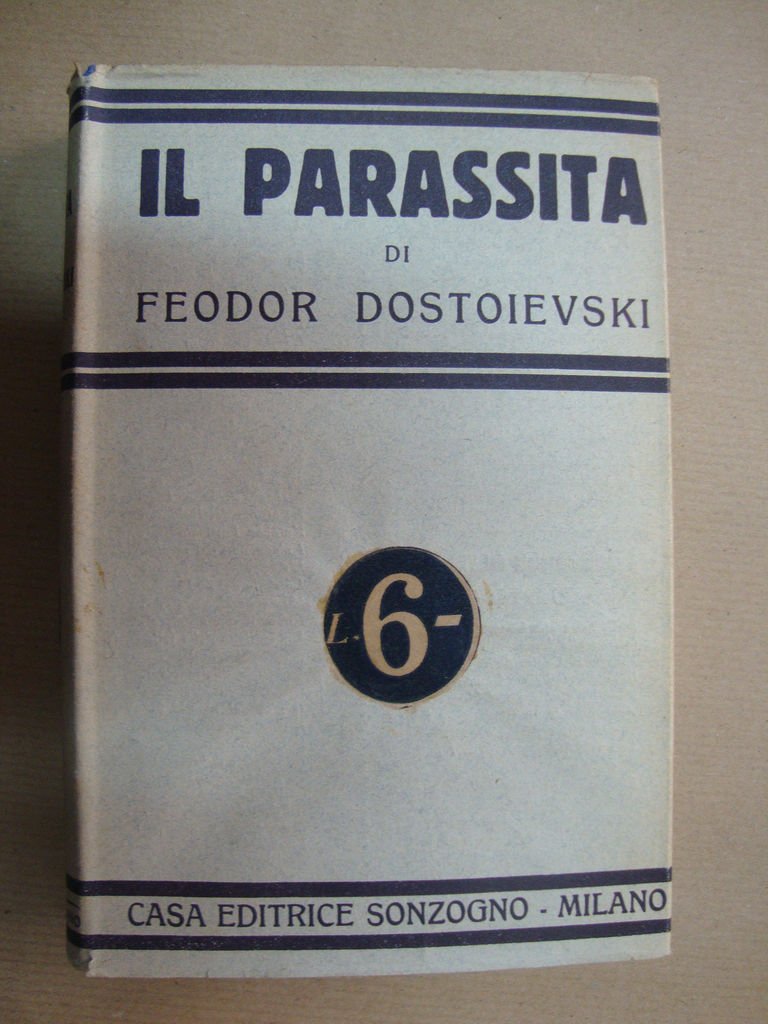 IL PARASSITA
DI
FEODOR DOSTOIEVSKI
L. 6-
CASA EDITRICE SONZOGNO - MILANO